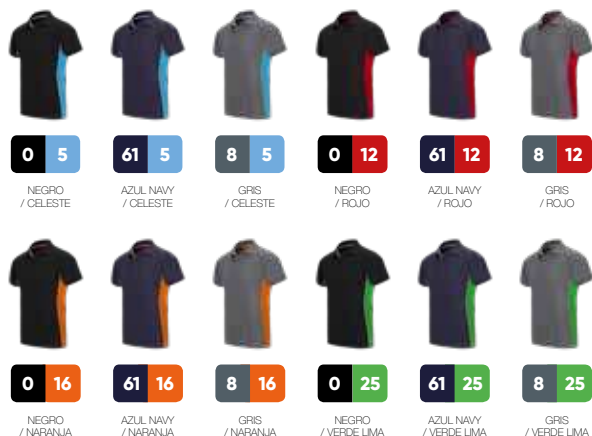 0 5 61 5 8 5 0 12 61 12 8 12
NEGRO AZUL NAVY GRIS NEGRO AZUL NAVY GRIS
/ CELESTE / CELESTE / CELESTE / ROJO / ROJO / ROJO
0 16 61 16 8 16 0 25 61 25 8 25
NEGRO AZUL NAVY GRIS NEGRO AZUL NAVY GRIS
/ NARANJA / NARANJA / NARANJA / VERDE LIMA / VERDE LIMA / VERDE LIMA